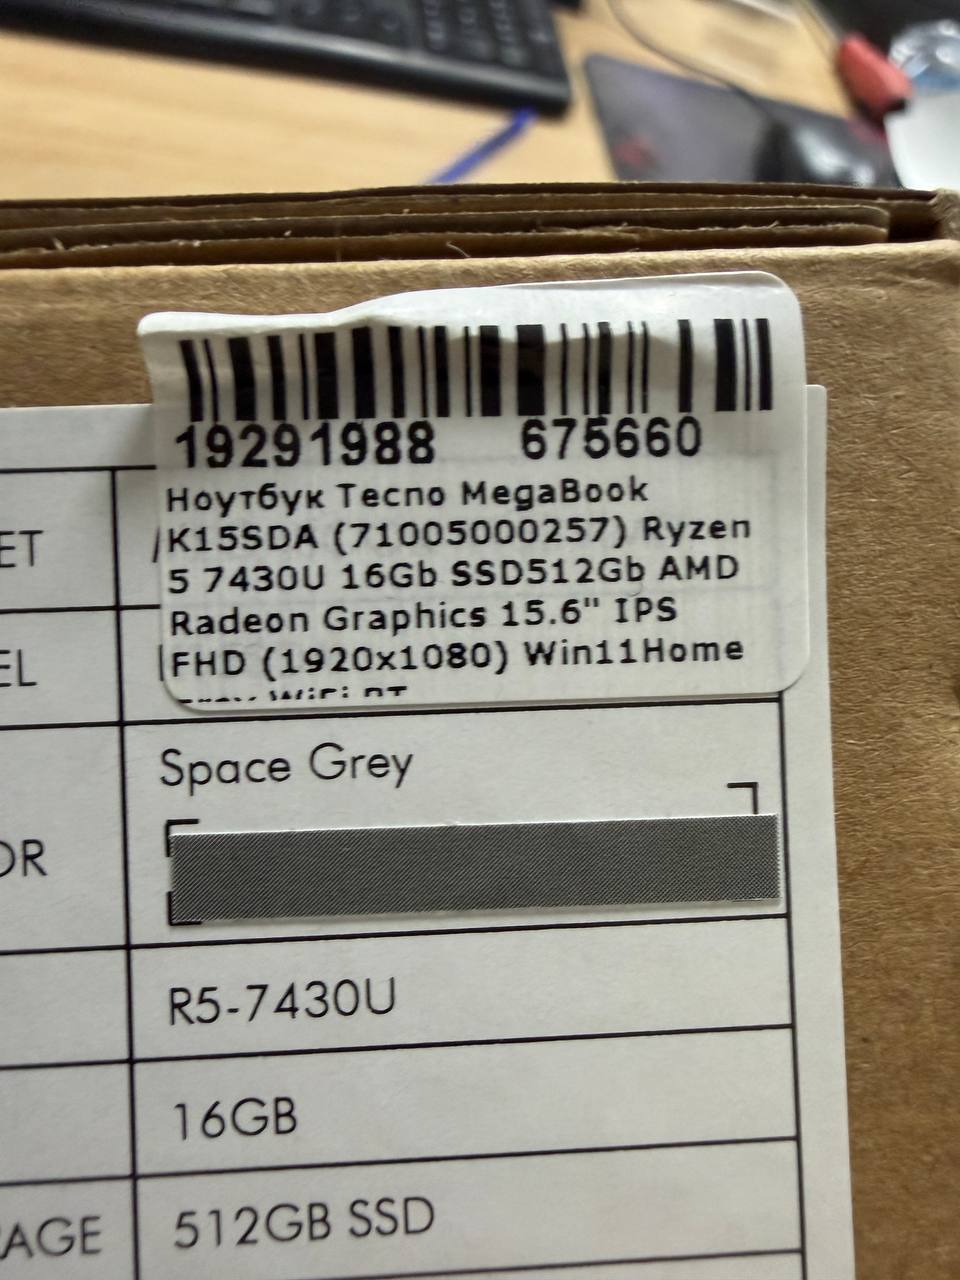 19291988 675660
Ноутбук Tecno MegaBook
K15SDA (71005000257) Ryzen
5 7430U 16Gb SSD512Gb AMD
Radeon Graphics 15.6" IPS
FHD (1920x1080) Win11Home
ET
EL
Space Grey
OR
R5-7430U
16GB
AGE 512GB SSD